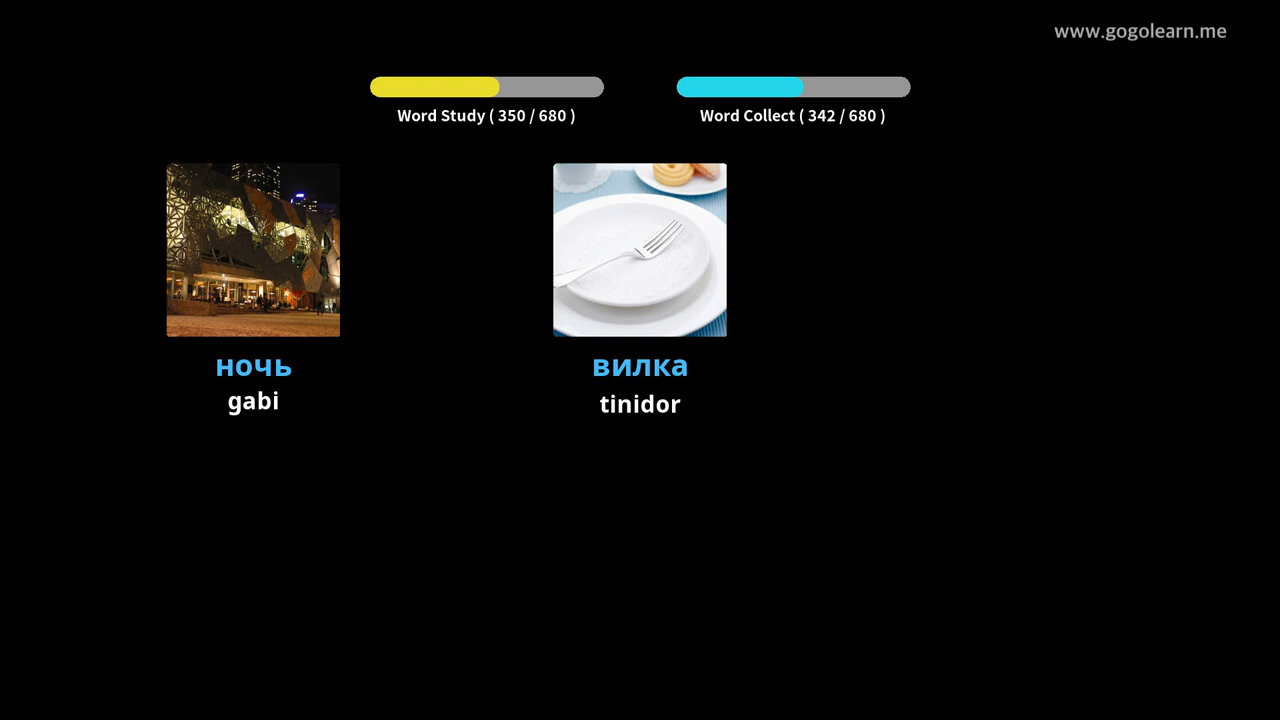 www.gogolearn.me
Word Study ( 350 / 680 )
Word Collect ( 342 / 680 )
ночь
gabi
вилка
tinidor